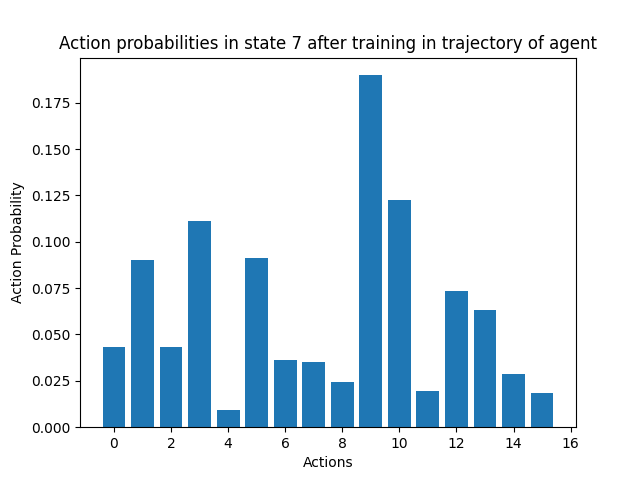 Action probabilities in state 7 after training in trajectory of agent
0.175
0.150
0.125
0.100
0.075
0.050
0.025
0.000
Action Probability
0 2 4 6 8 10 12 14 16
Actions